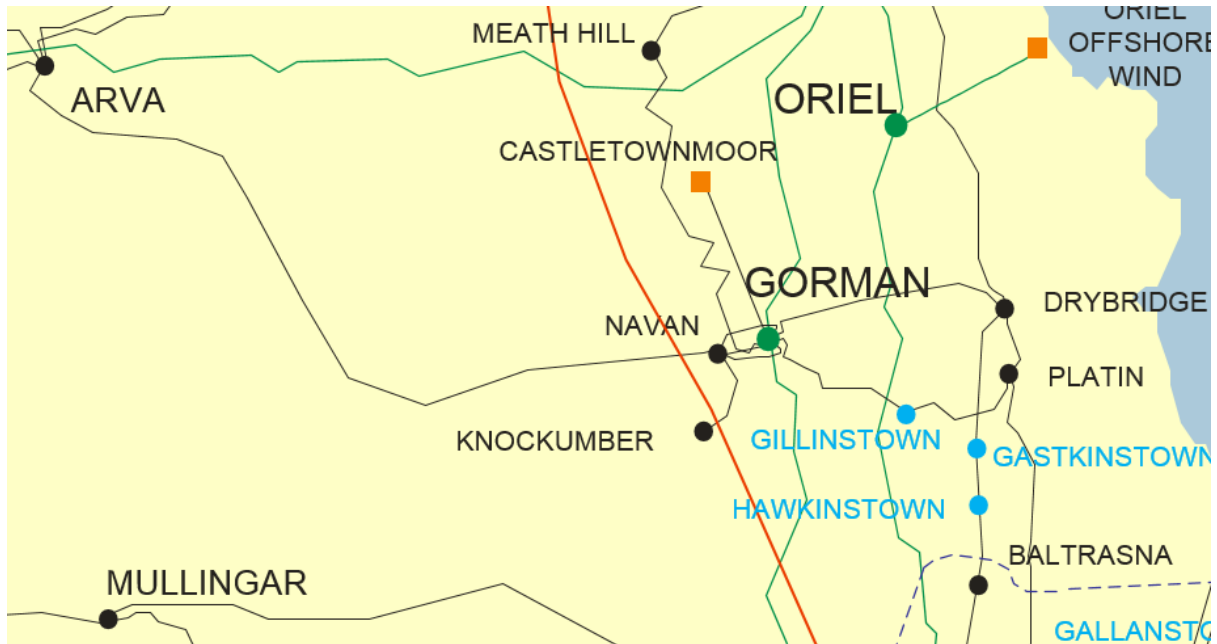 ORIEL
OFFSHORE
WIND
MEATH HILL
ARVA
ORIEL
CASTLETOWNMOOR
GORMAN
DRYBRIDGE
NAVAN
PLATIN
KNOCKUMBER
GILLINSTOWN
GASTKINSTOWN
HAWKINSTOWN
BALTRASNA
MULLINGAR